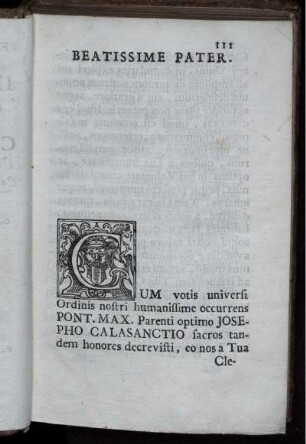 III
BEATISSIME PATER.
CUM votis universi
Ordinis nostri humanissime occurrens
PONT. MAX. Parenti optimo JOSE-
PHO CALASANCTIO sacros tan-
dem honores decrevisti, eo nos a Tua
Cle-